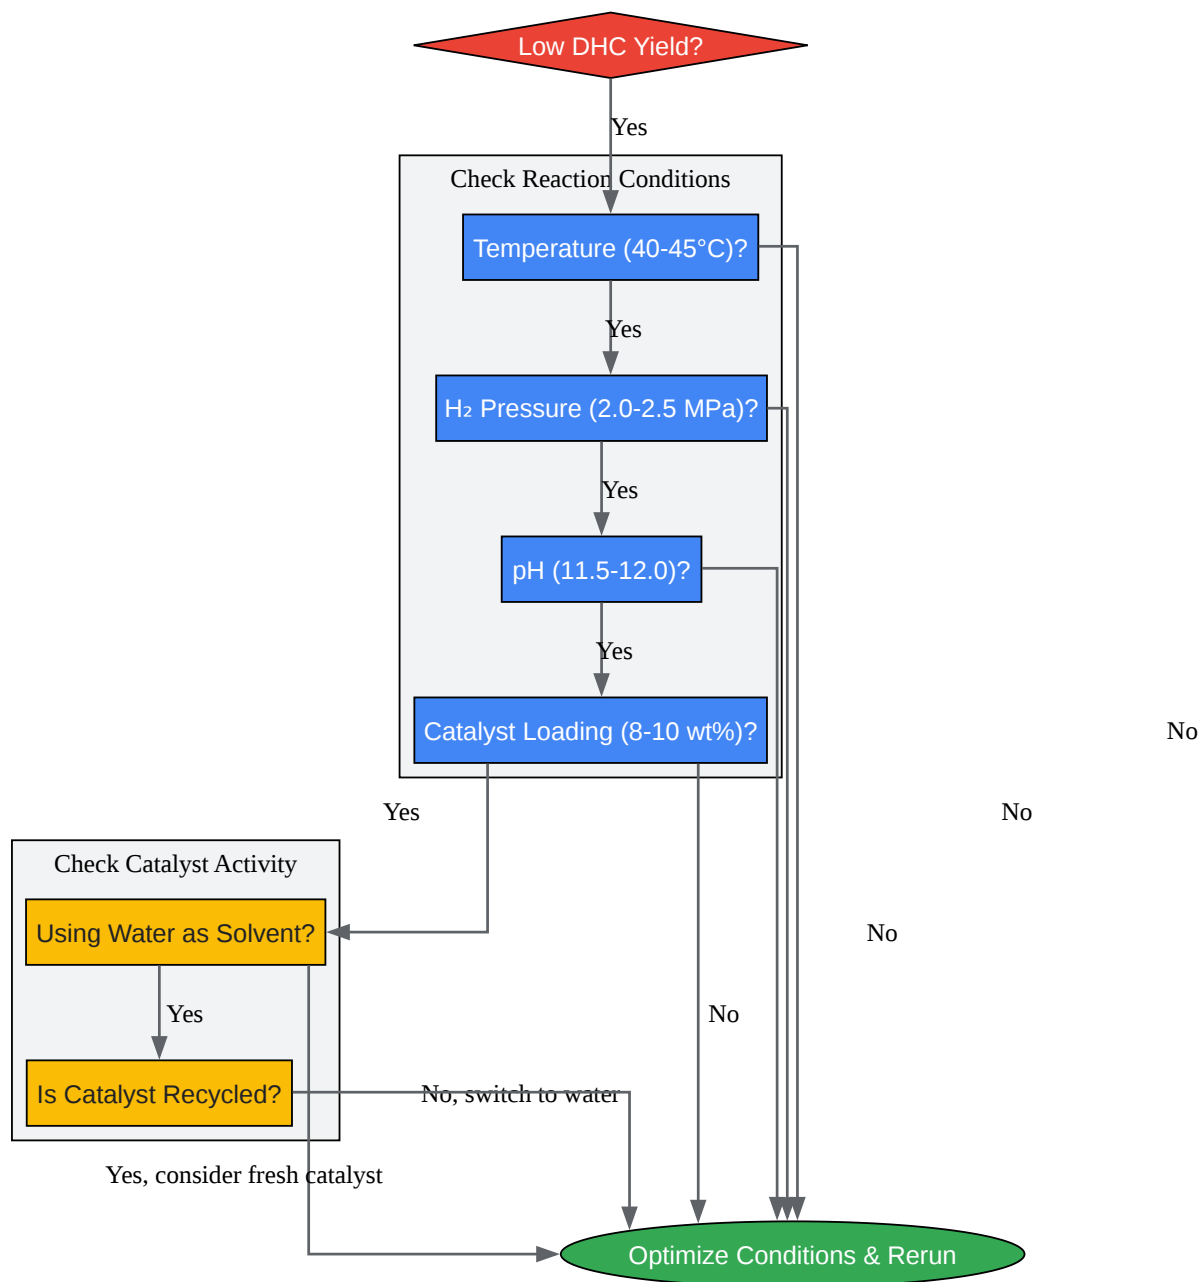 Low DHC Yield?
Yes
Check Reaction Conditions
Temperature (40-45°C)?
Yes
H₂ Pressure (2.0-2.5 MPa)?
Yes
pH (11.5-12.0)?
Yes
Catalyst Loading (8-10 wt%)?
No
Yes
No
Check Catalyst Activity
Using Water as Solvent?
No
Yes
No
Is Catalyst Recycled?
No, switch to water
Yes, consider fresh catalyst
Optimize Conditions & Rerun